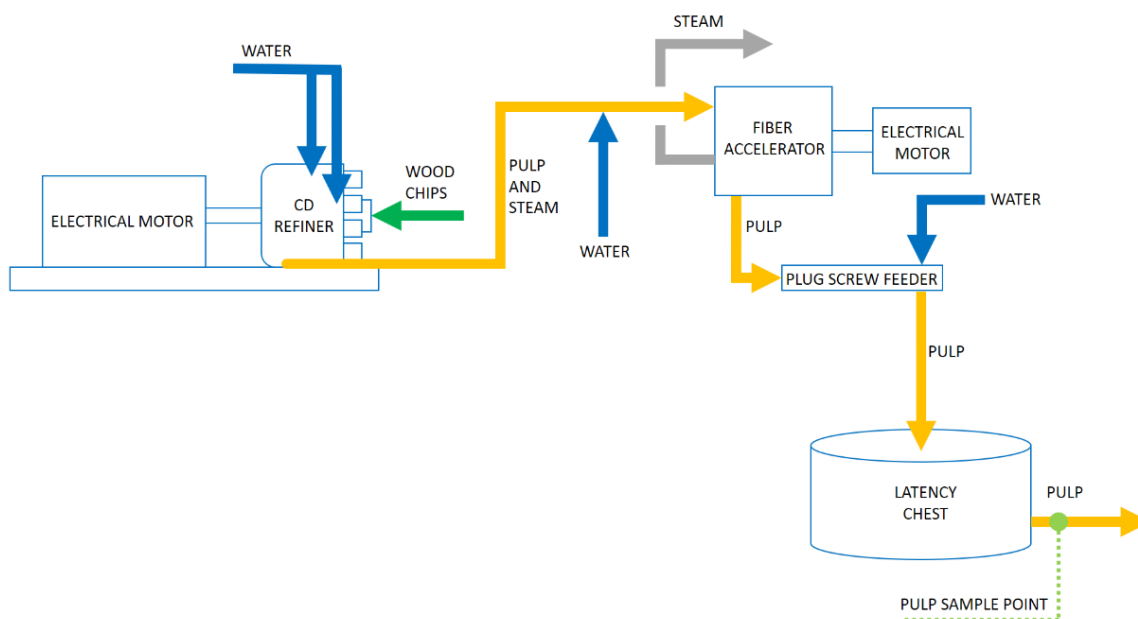 STEAM
WATER
FIBER
ACCELERATOR
ELECTRICAL
MOTOR
WOOD
CHIPS
PULP
AND
STEAM
CD
REFINER
ELECTRICAL MOTOR
WATER
PULP
WATER
PLUG SCREW FEEDER
PULP
LATENCY
CHEST
PULP
PULP SAMPLE POINT